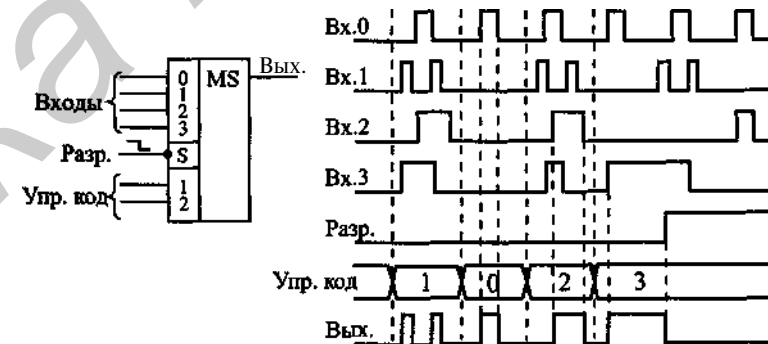 Входы
Разр.
Упр. код
0
1
2
3
S
1
2
MS
Вых.
Вх.0
Вх.1
Вх.2
Вх.3
Разр.
Упр. код 1 0 2 3
Вых.